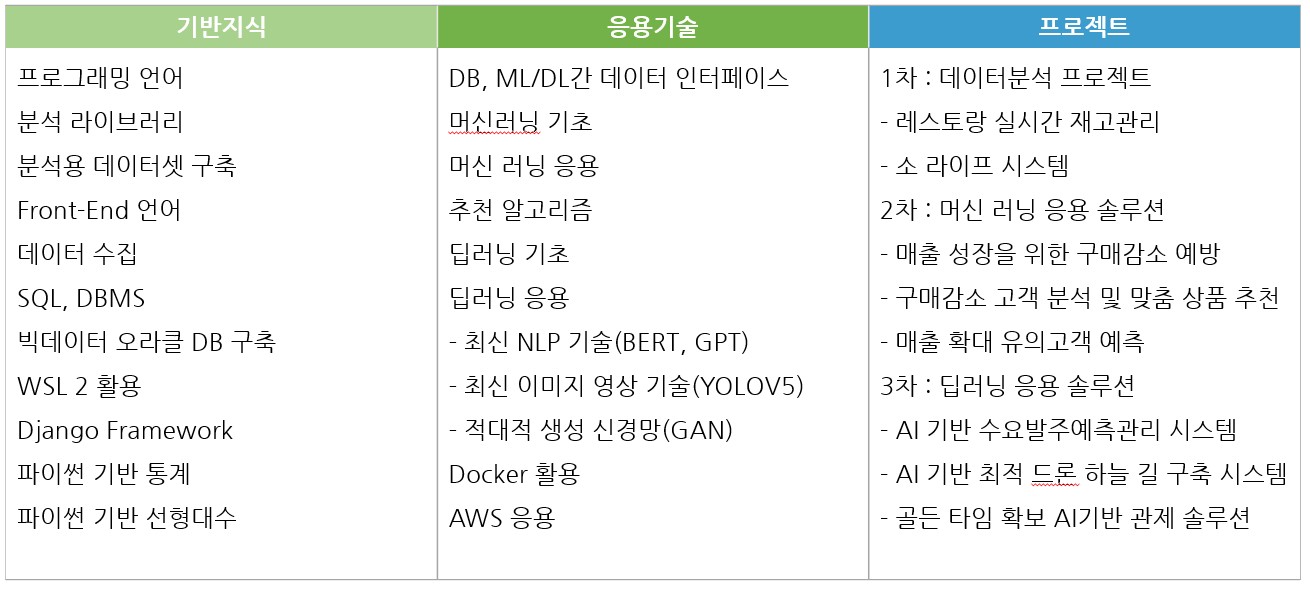 기반지식
프로그래밍 언어
분석 라이브러리
분석용 데이터셋 구축
Front-End 언어
데이터 수집
SQL, DBMS
빅데이터 오라클 DB 구축
WSL 2 활용
Django Framework
파이썬 기반 통계
파이썬 기반 선형대수
응용기술
DB, ML/DL간 데이터 인터페이스
머신러닝 기초
머신 러닝 응용
추천 알고리즘
딥러닝 기초
딥러닝 응용
- 최신 NLP 기술(BERT, GPT)
- 최신 이미지 영상 기술(YOLOV5)
- 적대적 생성 신경망(GAN)
Docker 활용
AWS 응용
프로젝트
1차 : 데이터분석 프로젝트
- 레스토랑 실시간 재고관리
- 소 라이프 시스템
2차 : 머신 러닝 응용 솔루션
- 매출 성장을 위한 구매감소 예방
- 구매감소 고객 분석 및 맞춤 상품 추천
- 매출 확대 유의고객 예측
3차 : 딥러닝 응용 솔루션
- AI 기반 수요발주예측관리 시스템
- AI 기반 최적 드론 하늘 길 구축 시스템
- 골든 타임 확보 AI기반 관제 솔루션